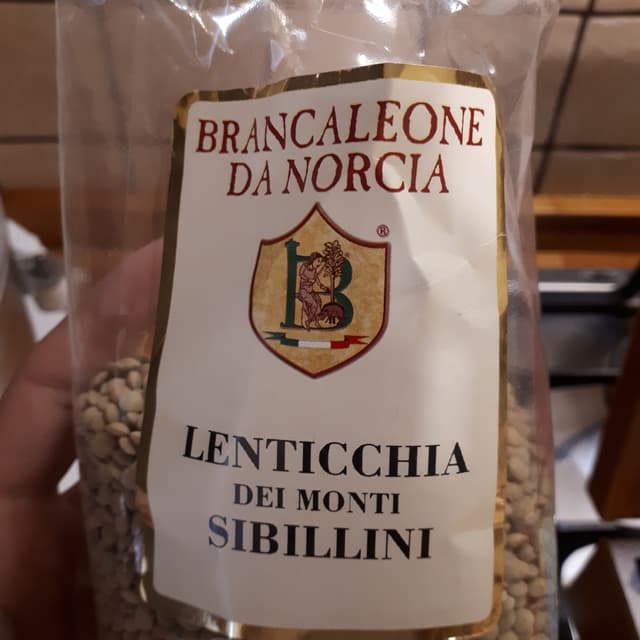 BRANCALEONE
DA NORCIA
®
B
LENTICCHIA
DEI MONTI
SIBILLINI